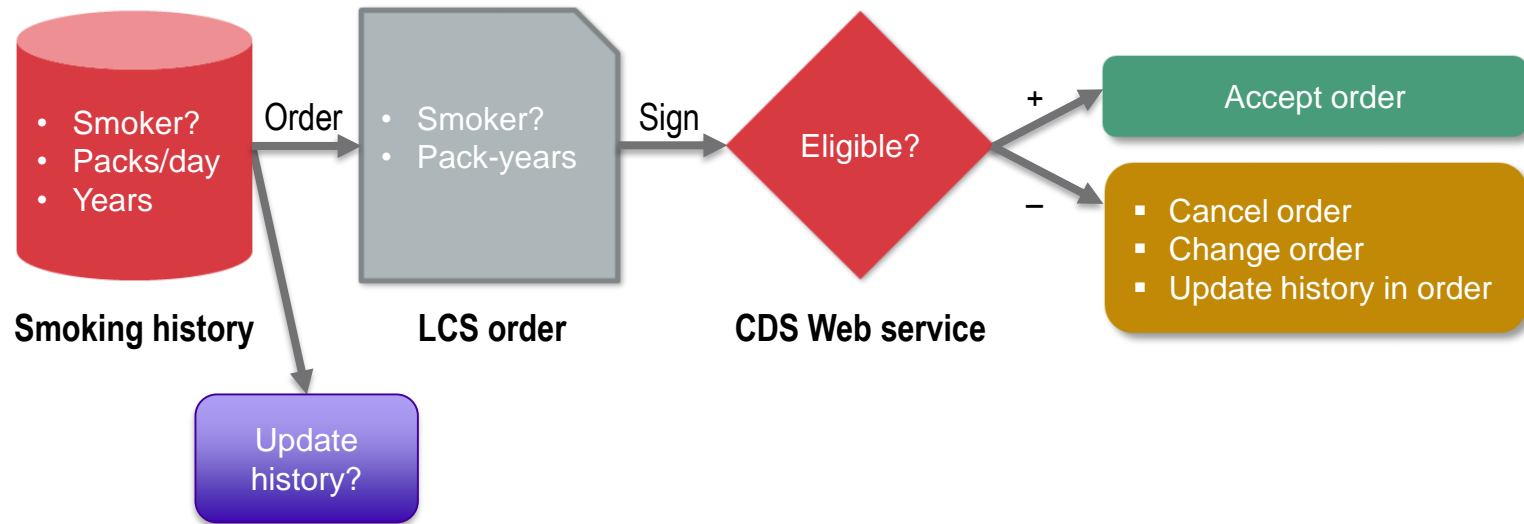 • Smoker?
• Packs/day
• Years
Smoking history
Order
• Smoker?
• Pack-years
LCS order
Sign
Eligible?
CDS Web service
+
Accept order
–
▪ Cancel order
▪ Change order
▪ Update history in order
Update
history?